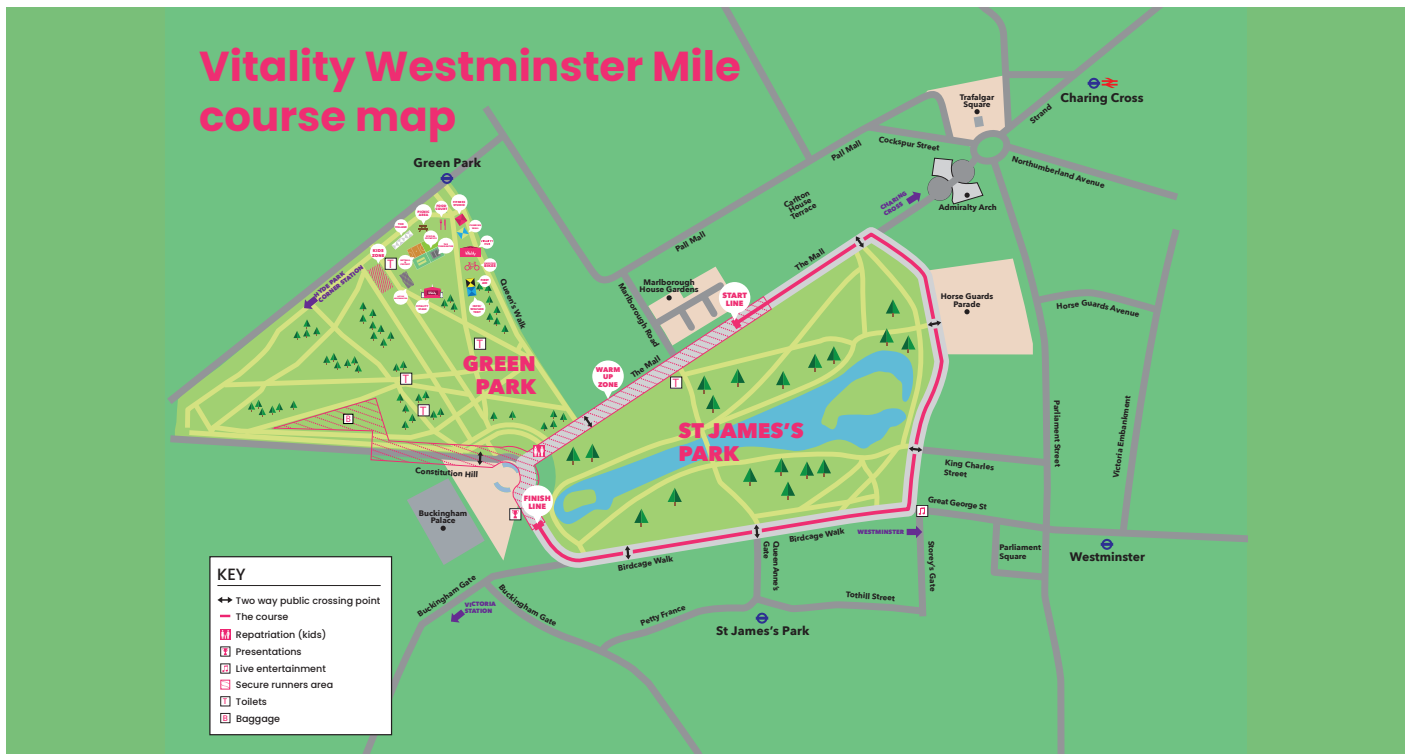 Vitality Westminster Mile
course map
Green Park
Charing Cross
Trafalgar
Square
Strand
Cockspur Street
Northumberland Avenue
Pall Mall
CHARING
CROSS
Admiralty Arch
Carlton
House
Terrace
Pall Mall
The Mall
KIDS
ZONE
T
HYDE PARK
CORNER STATION
Queen's Walk
Marlborough
House Gardens
Marlborough Road
START
LINE
Horse Guards
Parade
Horse Guards Avenue
T
GREEN
PARK
The Mall
WARM
UP
ZONE
T
T
T
B
ST JAMES'S
PARK
Parliament Street
Victoria Embankment
Constitution Hill
King Charles
Street
Buckingham
Palace
FINISH
LINE
Great George St
Birdcage Walk
WESTMINSTER
Parliament
Square
Westminster
Birdcage Walk
Queen Anne's
Gate
Storey's Gate
Buckingham Gate
VICTORIA
STATION
Buckingham Gate
Petty France
Tothill Street
St James's Park
KEY
Two way public crossing point
The course
Repatriation (kids)
Presentations
Live entertainment
Secure runners area
T Toilets
B Baggage